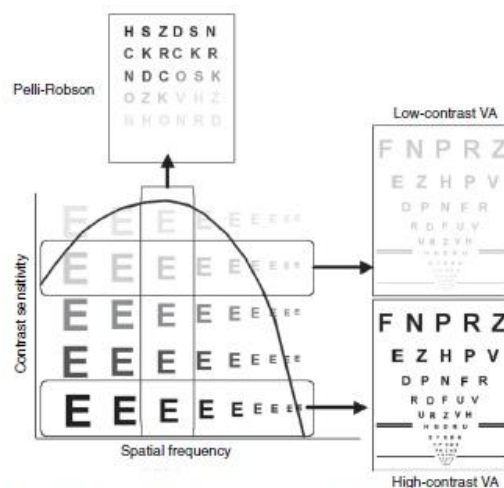 H S Z D S N
C K R C K R
N D C O S K
O Z K V H Z
N H O N R D
Pelli-Robson
Low-contrast VA
F N P R Z
E Z H P V
D P N F R
R D F U V
U R Z V H
H N D R U
Contrast sensitivity
E E E E E E E E
E E E E E E E E
E E E E E E E E
E E E E E E E E
E E E E E E E E
Spatial frequency
F N P R Z
E Z H P V
D P N F R
R D F U V
U R Z V H
H N D R U
High-contrast VA